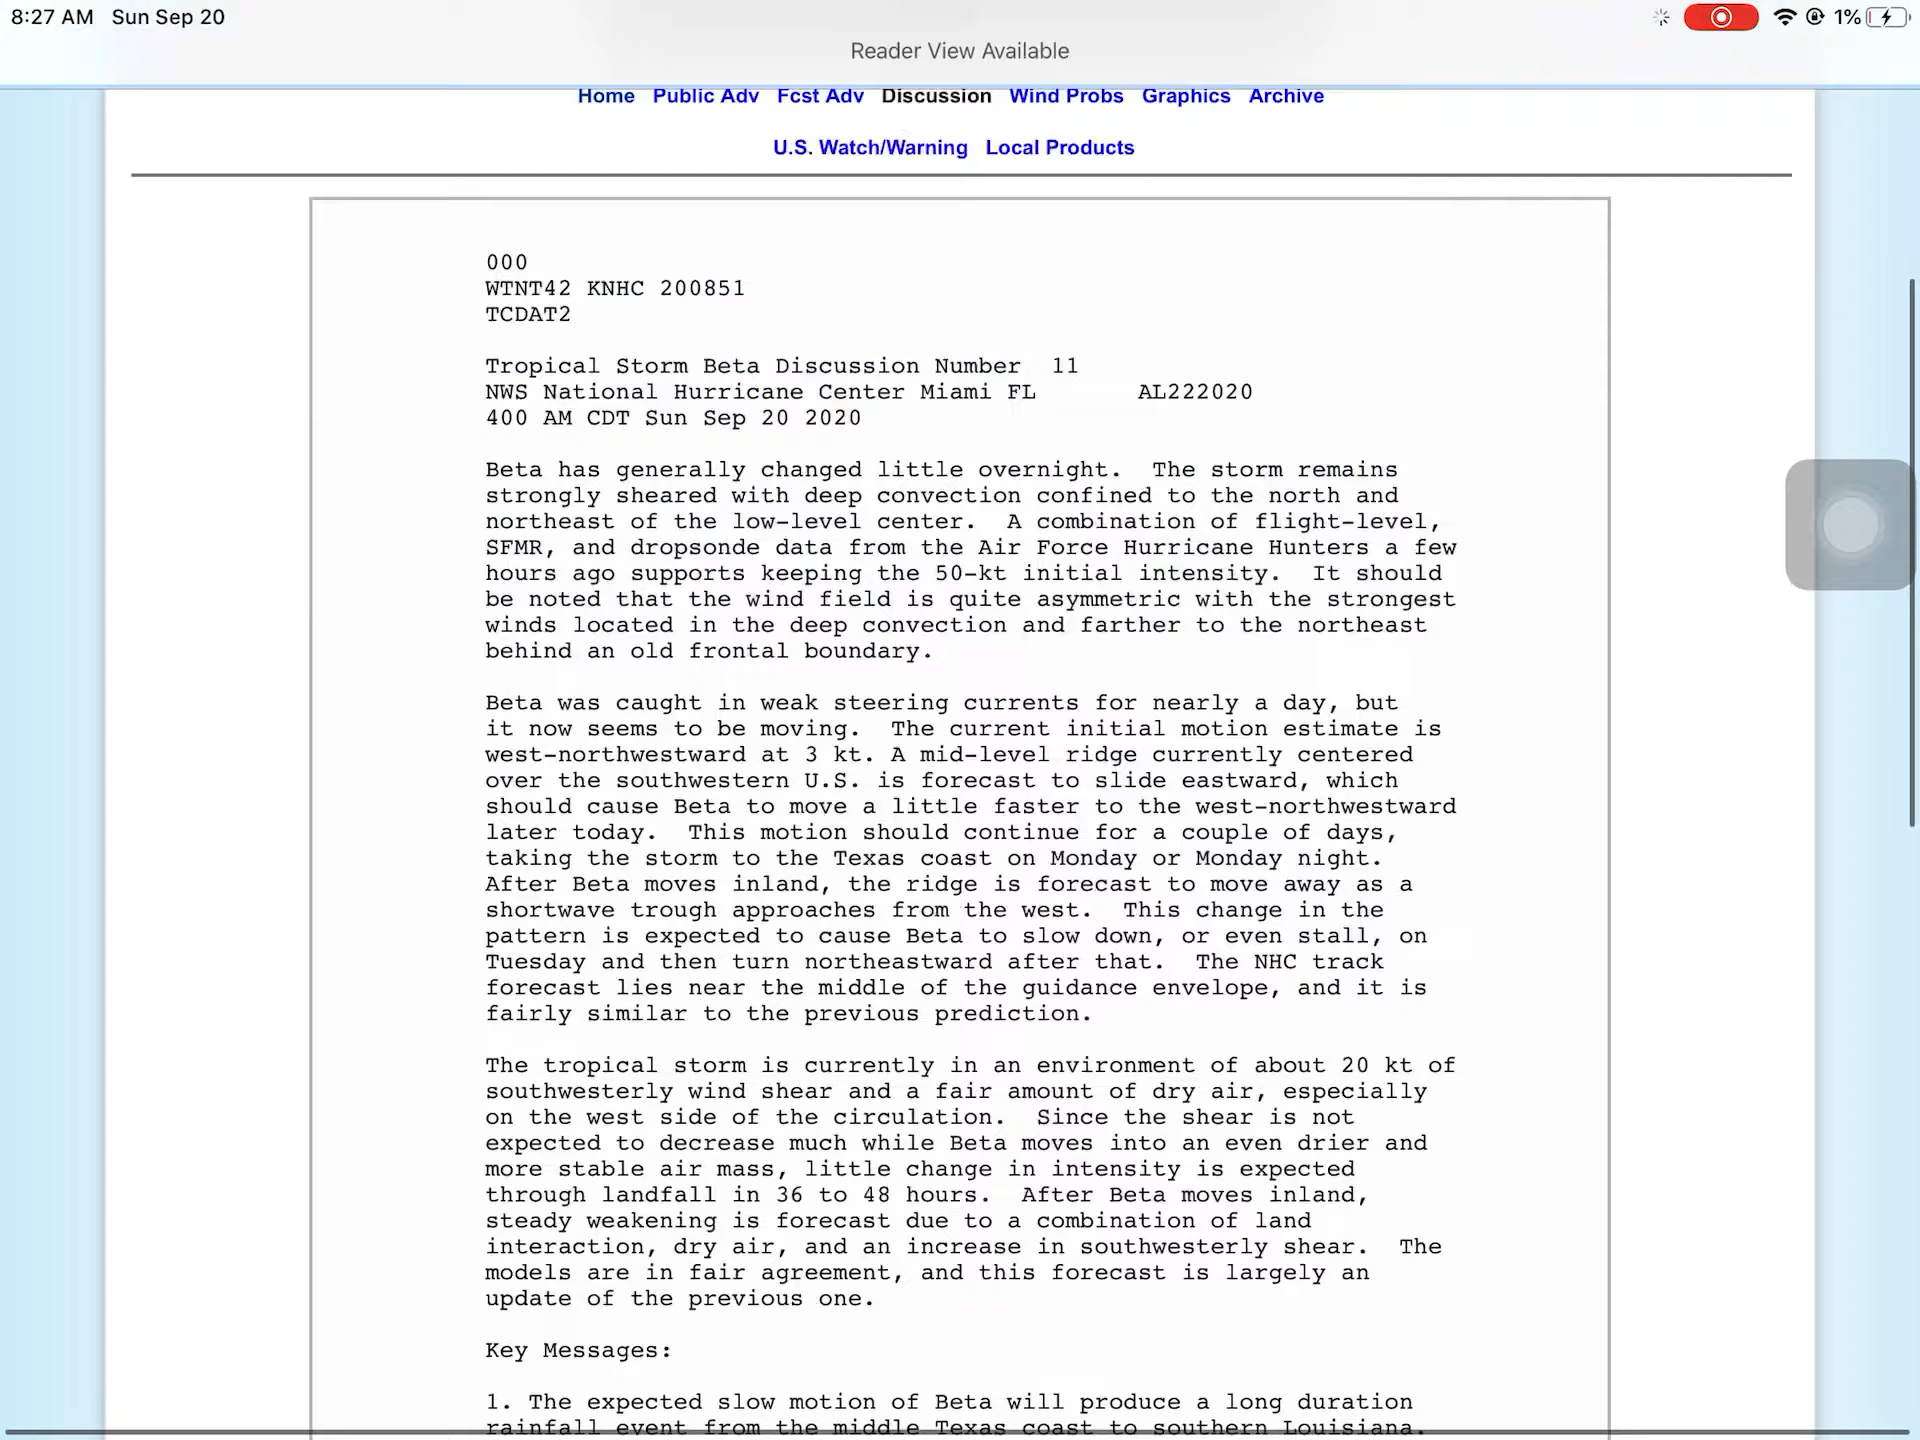 8:27 AM Sun Sep 20
1%
Reader View Available
Home Public Adv Fcst Adv Discussion Wind Probs Graphics Archive
U.S. Watch/Warning Local Products
000
WTNT42 KNHC 200851
TCDAT2
Tropical Storm Beta Discussion Number 11
NWS National Hurricane Center Miami FL AL222020
400 AM CDT Sun Sep 20 2020
Beta has generally changed little overnight. The storm remains
strongly sheared with deep convection confined to the north and
northeast of the low-level center. A combination of flight-level,
SFMR, and dropsonde data from the Air Force Hurricane Hunters a few
hours ago supports keeping the 50-kt initial intensity. It should
be noted that the wind field is quite asymmetric with the strongest
winds located in the deep convection and farther to the northeast
behind an old frontal boundary.
Beta was caught in weak steering currents for nearly a day, but
it now seems to be moving. The current initial motion estimate is
west-northwestward at 3 kt. A mid-level ridge currently centered
over the southwestern U.S. is forecast to slide eastward, which
should cause Beta to move a little faster to the west-northwestward
later today. This motion should continue for a couple of days,
taking the storm to the Texas coast on Monday or Monday night.
After Beta moves inland, the ridge is forecast to move away as a
shortwave trough approaches from the west. This change in the
pattern is expected to cause Beta to slow down, or even stall, on
Tuesday and then turn northeastward after that. The NHC track
forecast lies near the middle of the guidance envelope, and it is
fairly similar to the previous prediction.
The tropical storm is currently in an environment of about 20 kt of
southwesterly wind shear and a fair amount of dry air, especially
on the west side of the circulation. Since the shear is not
expected to decrease much while Beta moves into an even drier and
more stable air mass, little change in intensity is expected
through landfall in 36 to 48 hours. After Beta moves inland,
steady weakening is forecast due to a combination of land
interaction, dry air, and an increase in southwesterly shear. The
models are in fair agreement, and this forecast is largely an
update of the previous one.
Key Messages:
1. The expected slow motion of Beta will produce a long duration
rainfall event from the middle Texas coast to southern Louisiana.